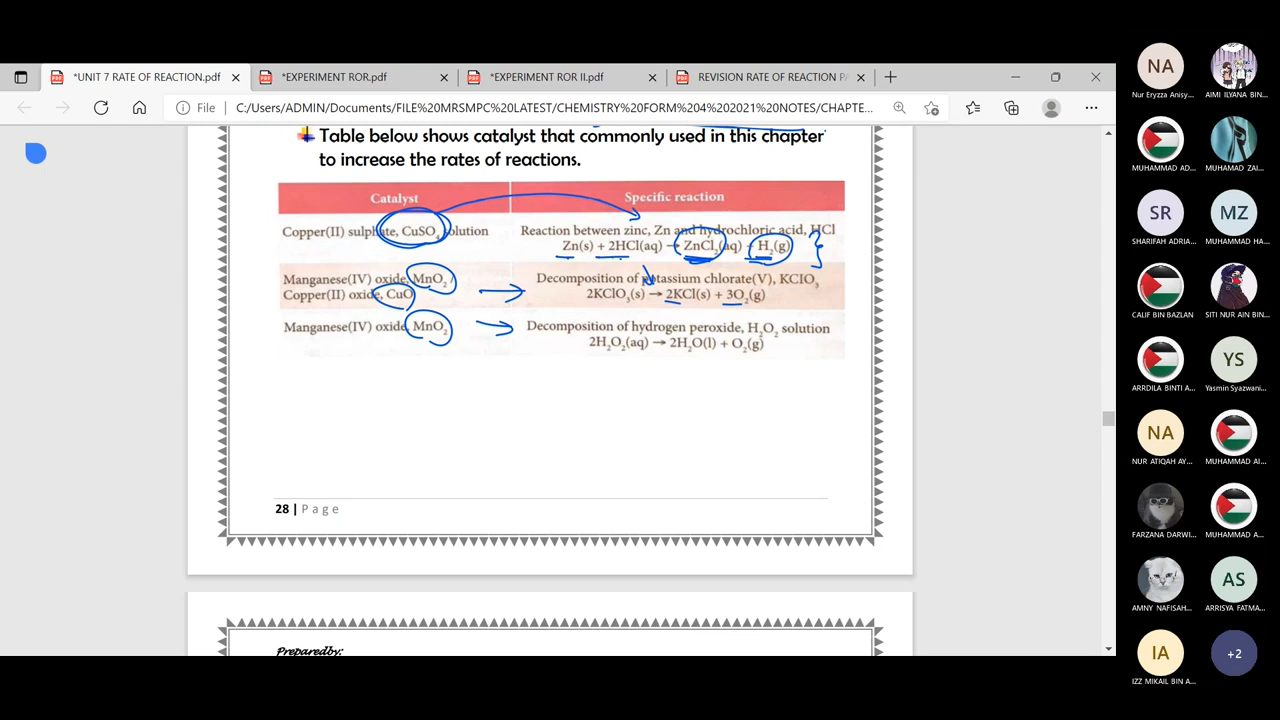 *UNIT 7 RATE OF REACTION.pdf
*EXPERIMENT ROR.pdf
*EXPERIMENT ROR II.pdf
REVISION RATE OF REACTION PA
File
C:/Users/ADMIN/Documents/FILE%20MRSMPC%20LATEST/CHEMISTRY%20FORM%204%202021%20NOTES/CHAPTE...
Table below shows catalyst that commonly used in this chapter
to increase the rates of reactions.
Catalyst
Specific reaction
Copper(II) sulphate, CuSO₄ solution
Reaction between zinc, Zn and hydrochloric acid, HCl
Zn(s) + 2HCl(aq) → ZnCl₂(aq) + H₂(g)
Manganese(IV) oxide, MnO₂,
Copper(II) oxide, CuO
Decomposition of potassium chlorate(V), KClO₃
2KClO₃(s) → 2KCl(s) + 3O₂(g)
Manganese(IV) oxide, MnO₂
Decomposition of hydrogen peroxide, H₂O₂ solution
2H₂O₂(aq) → 2H₂O(l) + O₂(g)
28 | Page
Preparedby:
NA
Nur Eryzza Anisy...
AIMI ILYANA BIN...
MUHAMMAD AD...
MUHAMAD ZAI...
SR
SHARIFAH ADRIA...
MZ
MUHAMMAD HA...
CALIF BIN BAZLAN
SITI NUR AIN BIN...
ARRDILA BINTI A...
YS
Yasmin Syazwani...
NA
NUR ATIQAH AY...
MUHAMMAD AI...
FARZANA DARWI...
MUHAMMAD A...
AMNY NAFISAH...
AS
ARRISYA FATMA...
IA
IZZ MIKAIL BIN A...
+2